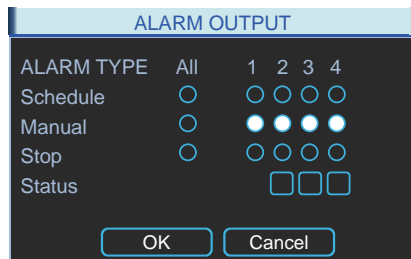 ALARM OUTPUT
ALARM TYPE All 1 2 3 4
Schedule
Manual
Stop
Status
OK Cancel